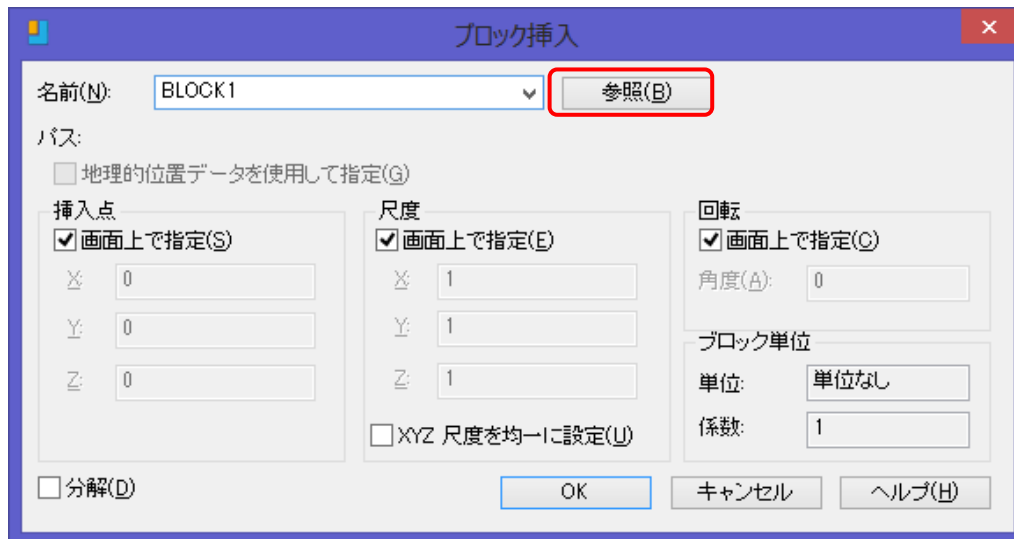 ブロック挿入
名前(N): BLOCK1 参照(B)
パス:
地理的位置データを使用して指定(G)
挿入点
画面上で指定(S)
X: 0
Y: 0
Z: 0
尺度
画面上で指定(E)
X: 1
Y: 1
Z: 1
XYZ 尺度を均一に設定(U)
回転
画面上で指定(C)
角度(A): 0
ブロック単位
単位: 単位なし
係数: 1
分解(D)
OK キャンセル ヘルプ(H)